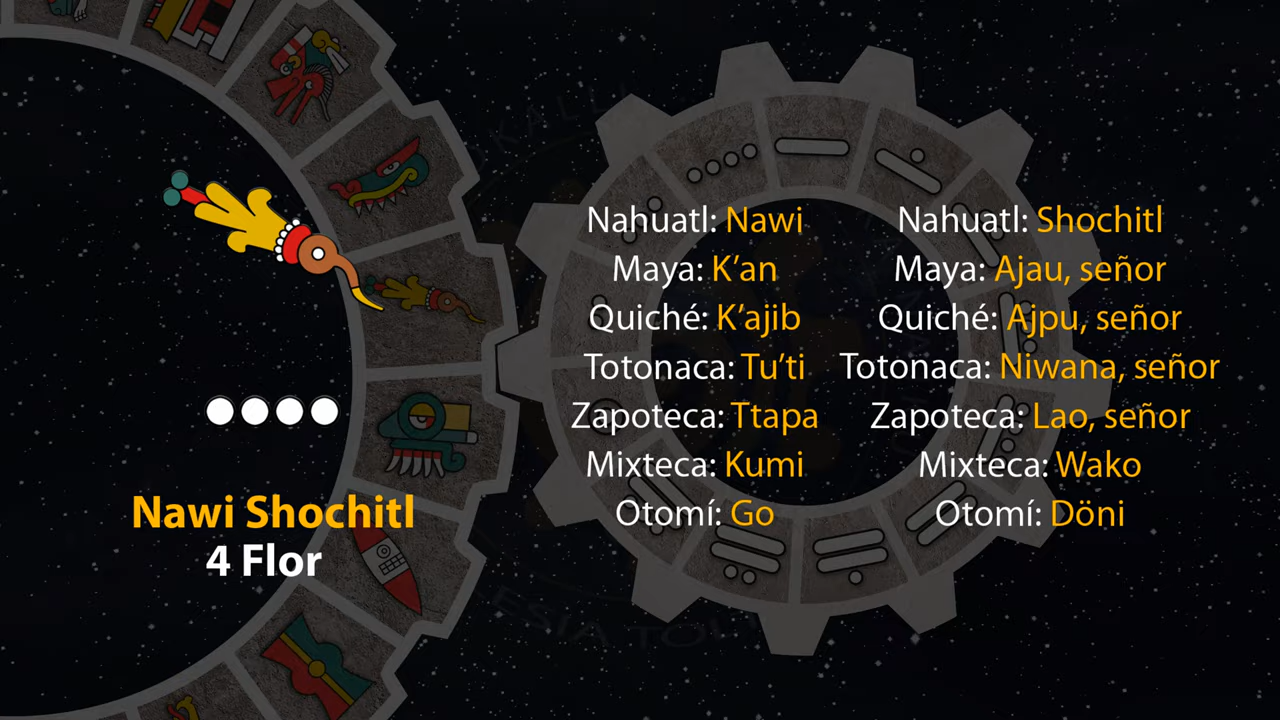 Nawi Shochitl
4 Flor
Nahuatl: Nawi
Maya: K’an
Quiché: K’ajib
Totonaca: Tu’ti
Zapoteca: Ttapa
Mixteca: Kumi
Otomí: Go
Nahuatl: Shochitl
Maya: Ajau, señor
Quiché: Ajpu, señor
Totonaca: Niwana, señor
Zapoteca: Lao, señor
Mixteca: Wako
Otomí: Döni